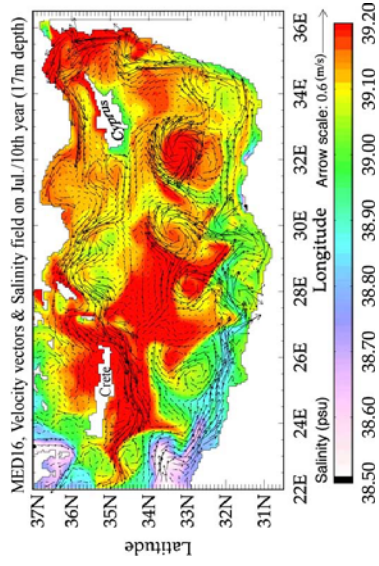 MED16, Velocity vectors & Salinity field on Jul./10th year (17m depth)
37N
36N
35N
34N
33N
32N
31N
Latitude
Crete
Cyprus
22E 24E 26E 28E 30E 32E 34E 36E
Salinity (psu) Longitude Arrow scale: 0.6 (m/s)
38.50 38.60 38.70 38.80 38.90 39.00 39.10 39.20